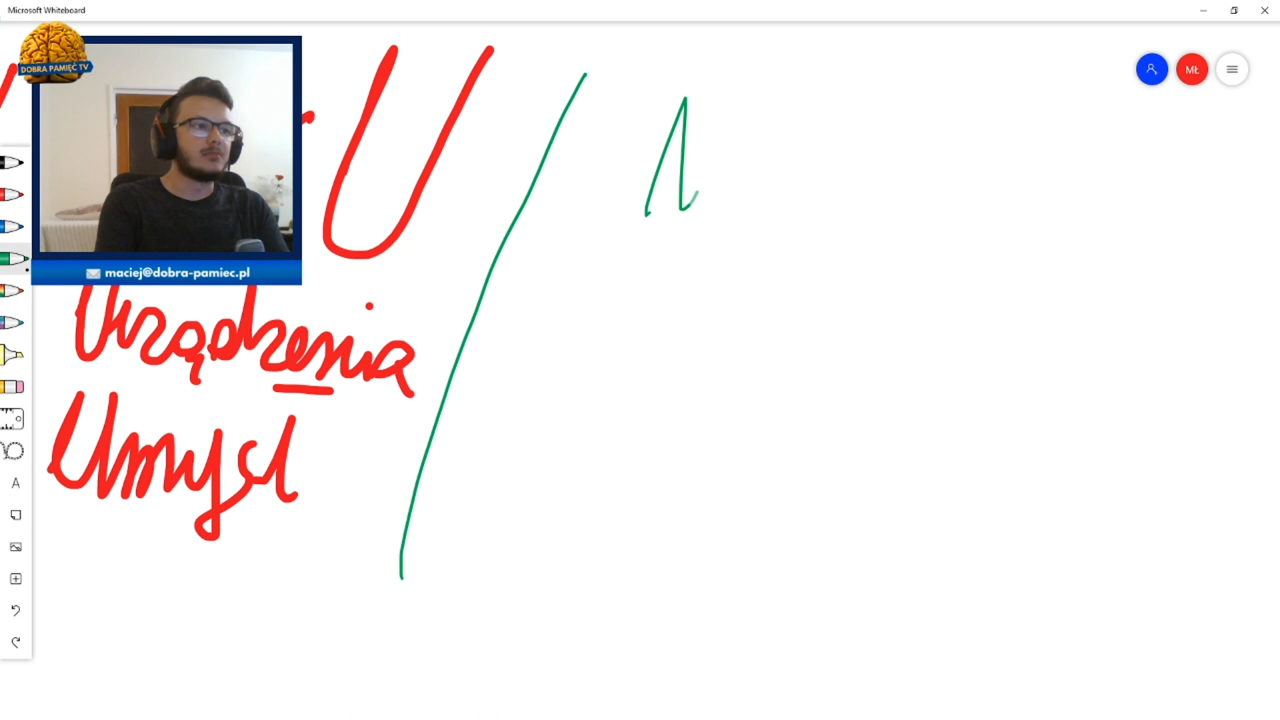 Microsoft Whiteboard
DOBRA PAMIĘĆ TV
U
MŁ
maciej@dobra-pamiec.pl
Urządzenia
Umysł
A